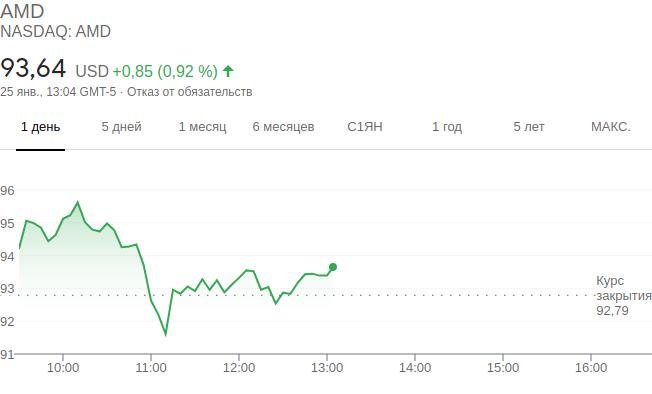 AMD
NASDAQ: AMD
93,64 USD +0,85 (0,92 %)
25 янв., 13:04 GMT-5 · Отказ от обязательств
1 день 5 дней 1 месяц 6 месяцев С1ЯН 1 год 5 лет МАКС.
96
95
94
93
92
91
Курс
закрытия
92,79
10:00 11:00 12:00 13:00 14:00 15:00 16:00